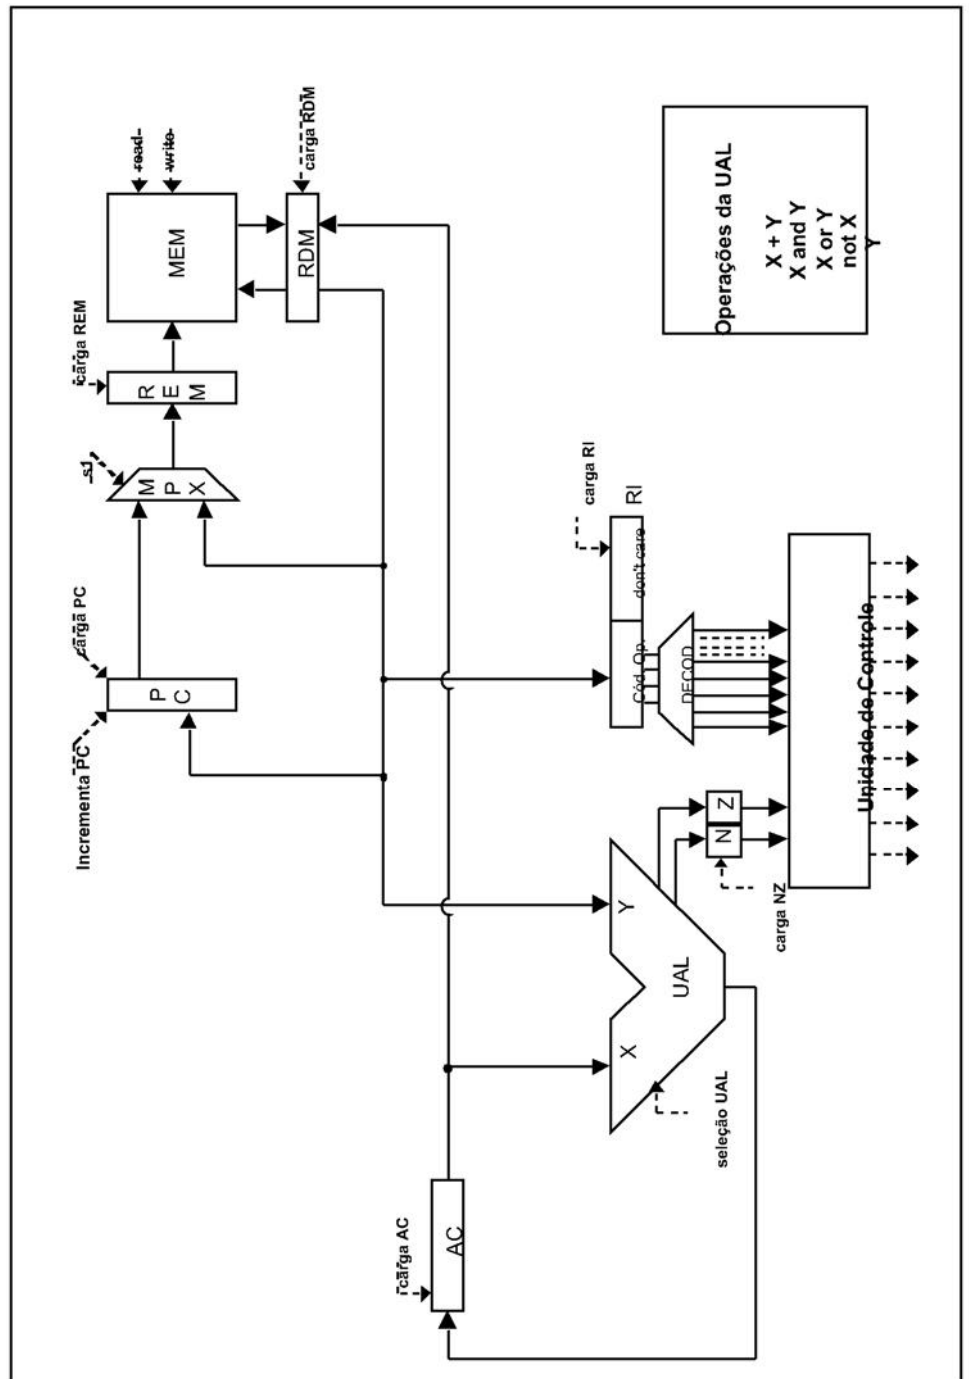 read
write
MEM
carga RDM
RDM
carga REM
R
E
M
s1
M
P
X
carga PC
P
C
Incrementa PC
Operações da UAL
X + Y
X and Y
X or Y
not X
Y
carga RI
RI
Cód. Op.
don't care
DECOD
Unidade de Controle
N
Z
carga NZ
X
Y
UAL
seleção UAL
carga AC
AC